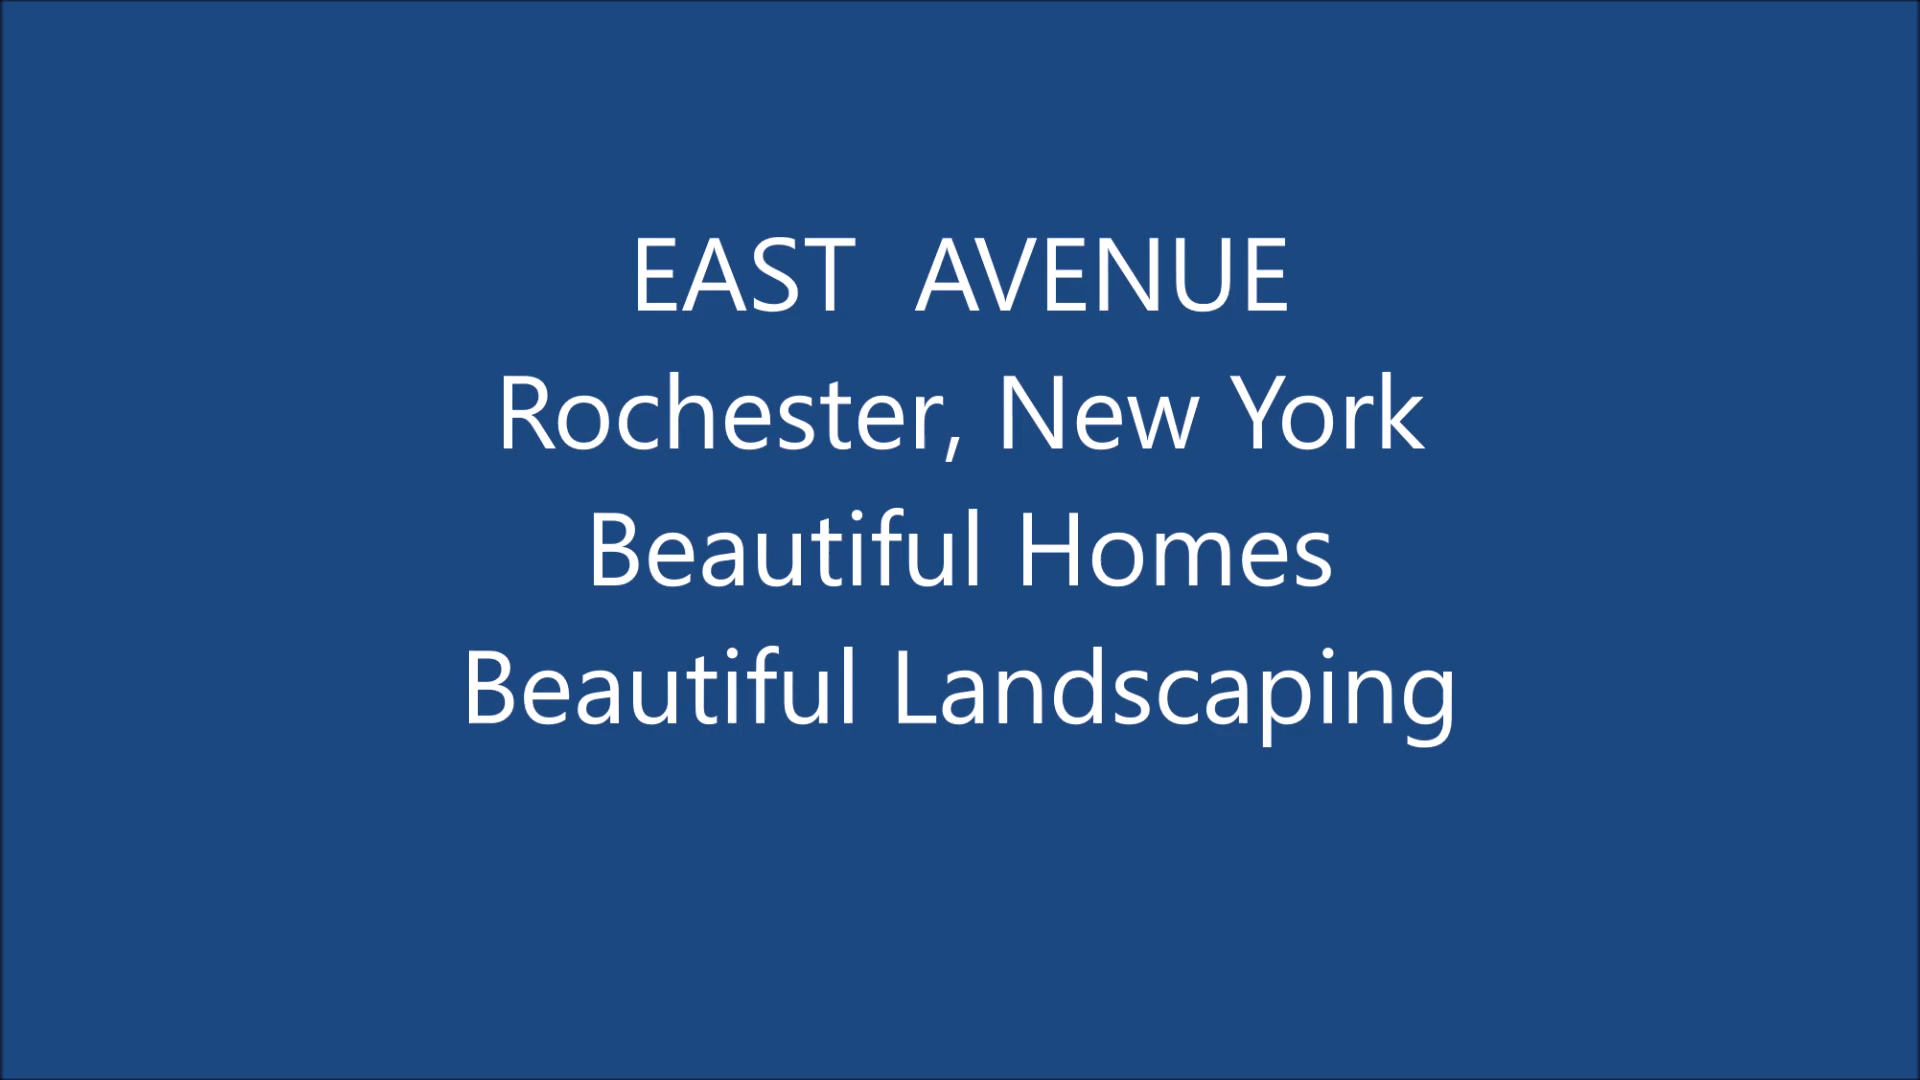 EAST  AVENUE
Rochester, New York
Beautiful Homes
Beautiful Landscaping